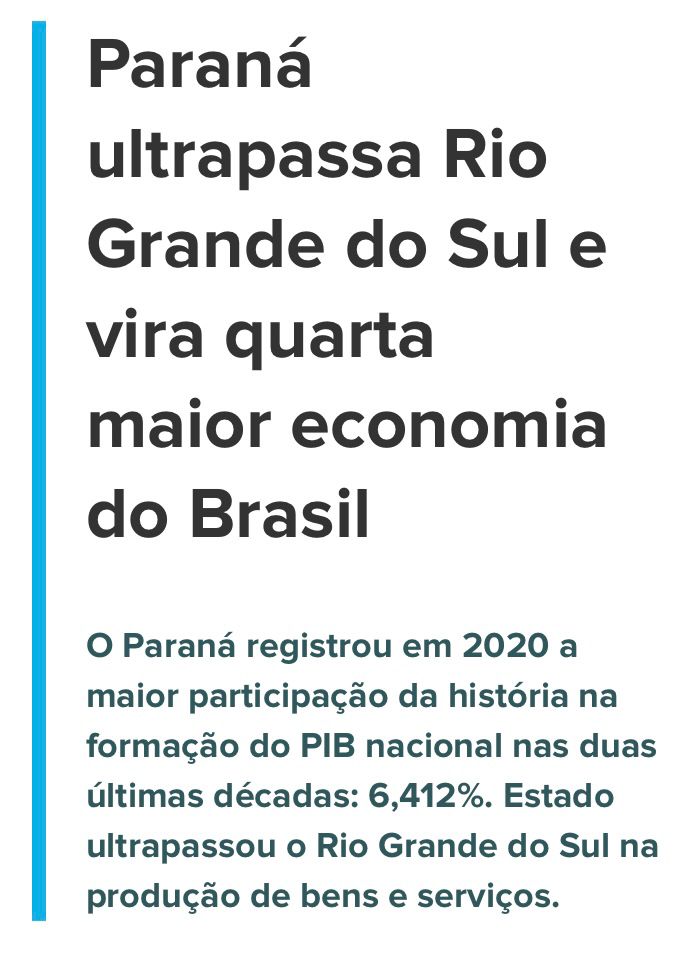 Paraná
ultrapassa Rio
Grande do Sul e
vira quarta
maior economia
do Brasil
O Paraná registrou em 2020 a
maior participação da história na
formação do PIB nacional nas duas
últimas décadas: 6,412%. Estado
ultrapassou o Rio Grande do Sul na
produção de bens e serviços.